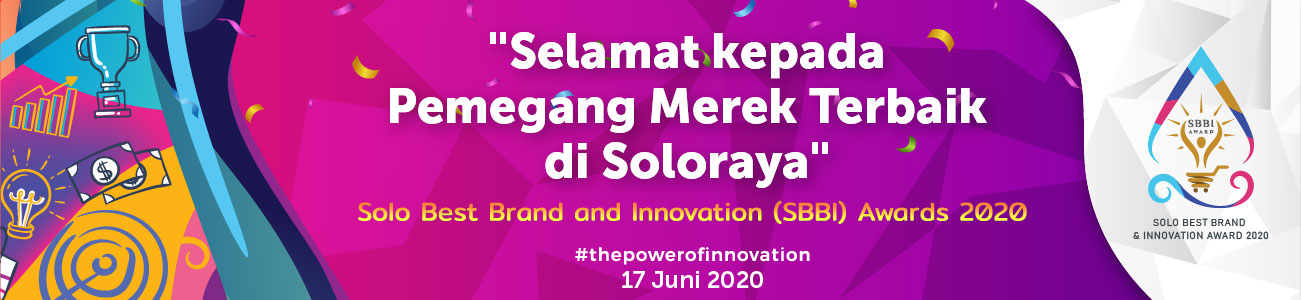 "Selamat kepada
Pemegang Merek Terbaik
di Soloraya"
Solo Best Brand and Innovation (SBBI) Awards 2020
#thepowerofinnovation
17 Juni 2020
$
SBBI
AWARD
SOLO BEST BRAND
& INNOVATION AWARD 2020